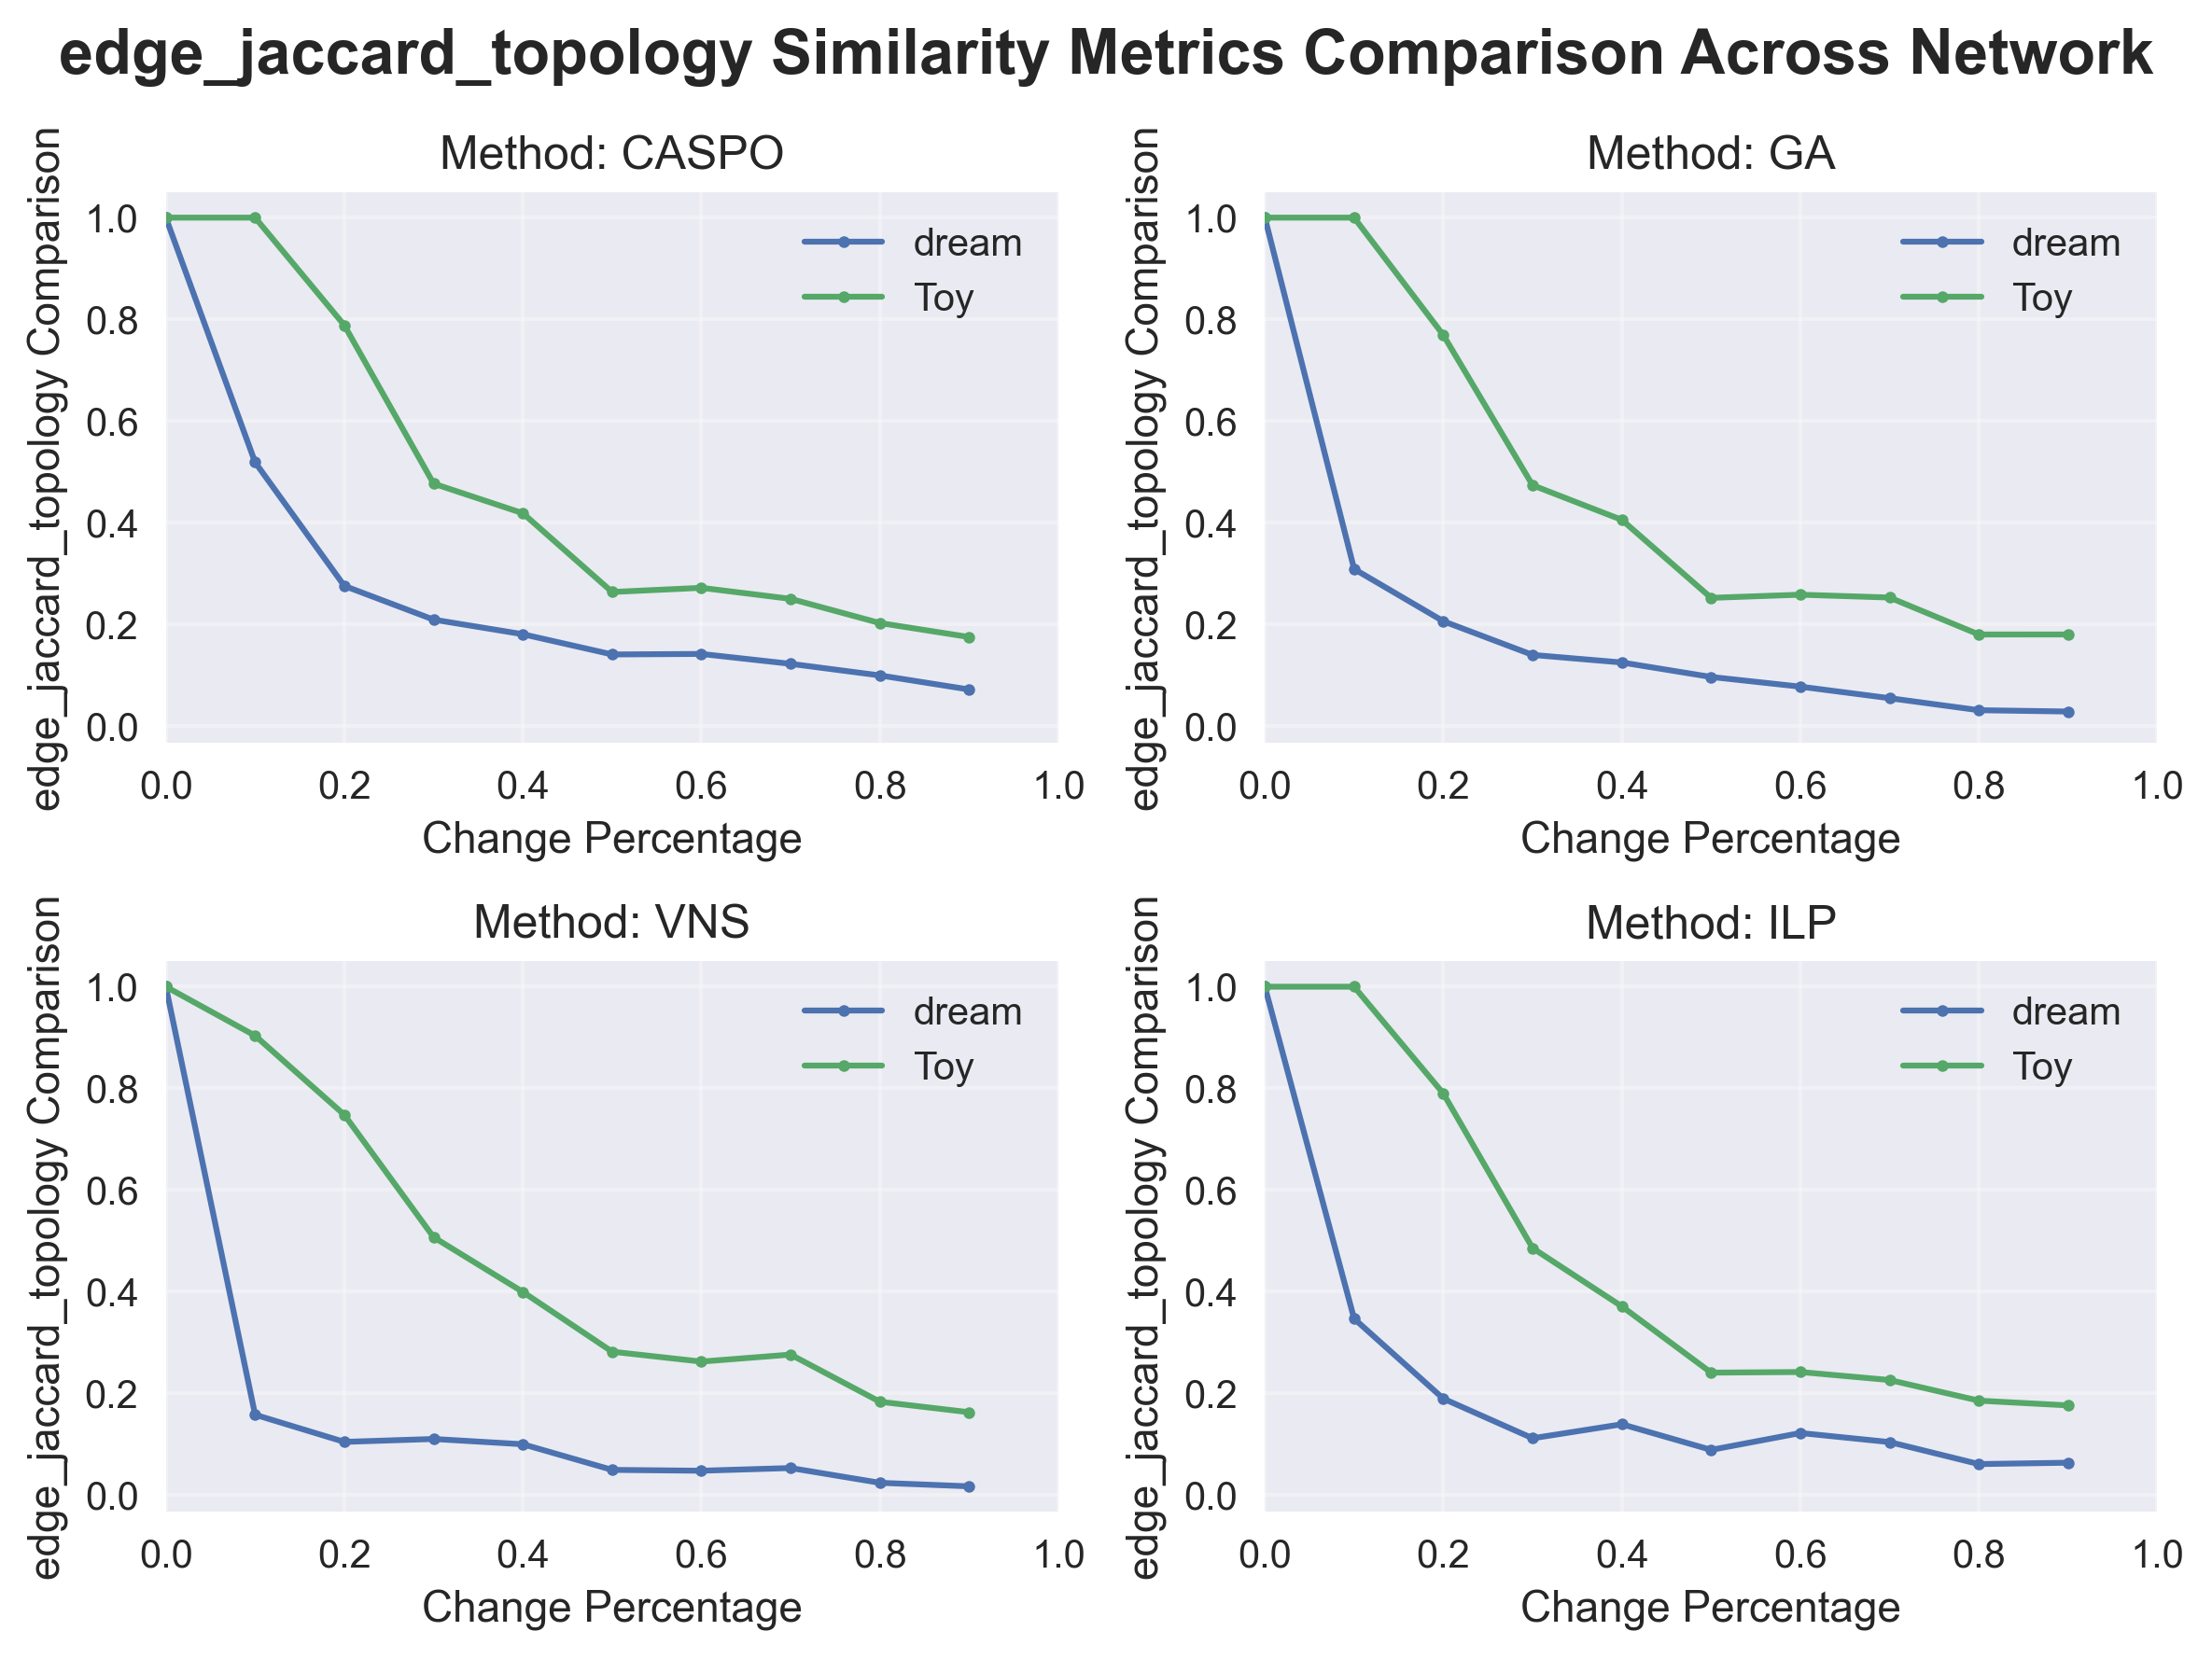 edge_jaccard_topology Similarity Metrics Comparison Across Network
Method: CASPO
edge_jaccard_topology Comparison
1.0
0.8
0.6
0.4
0.2
0.0
dream
Toy
0.0 0.2 0.4 0.6 0.8 1.0
Change Percentage
Method: GA
edge_jaccard_topology Comparison
1.0
0.8
0.6
0.4
0.2
0.0
dream
Toy
0.0 0.2 0.4 0.6 0.8 1.0
Change Percentage
Method: VNS
edge_jaccard_topology Comparison
1.0
0.8
0.6
0.4
0.2
0.0
dream
Toy
0.0 0.2 0.4 0.6 0.8 1.0
Change Percentage
Method: ILP
edge_jaccard_topology Comparison
1.0
0.8
0.6
0.4
0.2
0.0
dream
Toy
0.0 0.2 0.4 0.6 0.8 1.0
Change Percentage